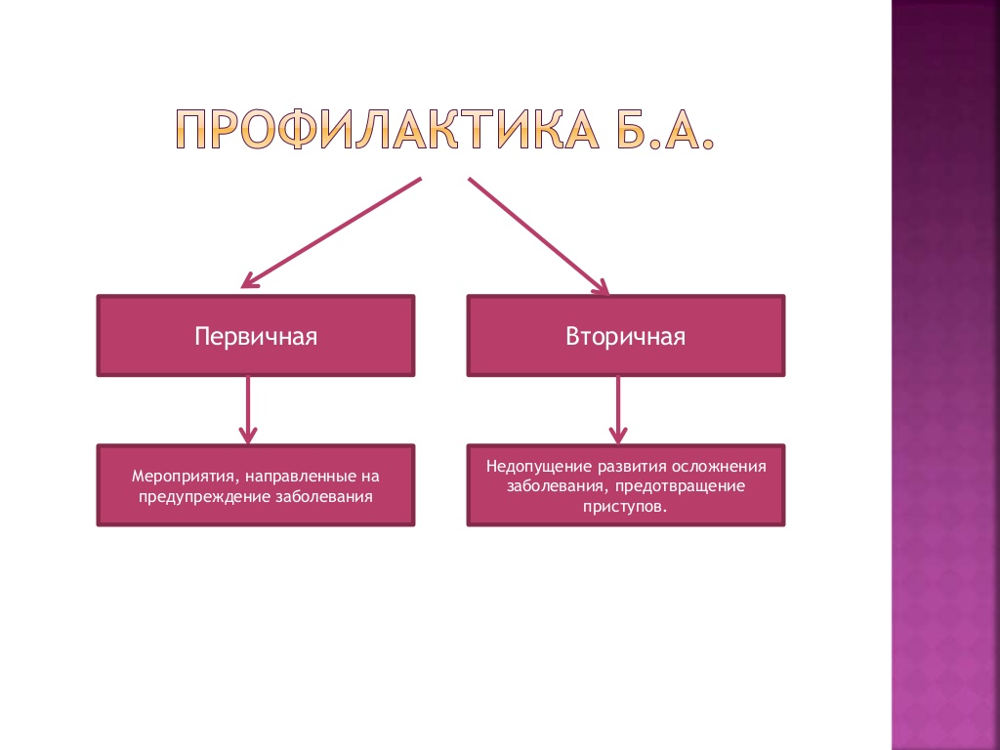 ПРОФИЛАКТИКА Б.А.
Первичная
Вторичная
Мероприятия, направленные на
предупреждение заболевания
Недопущение развития осложнения
заболевания, предотвращение
приступов.